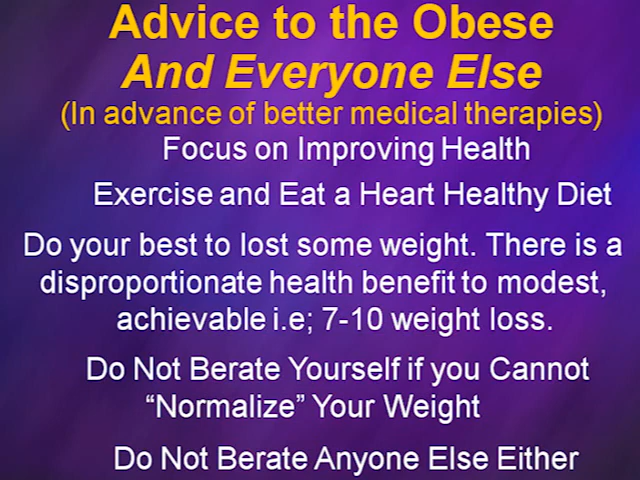 Advice to the Obese
And Everyone Else
(In advance of better medical therapies)
Focus on Improving Health
Exercise and Eat a Heart Healthy Diet
Do your best to lost some weight. There is a
disproportionate health benefit to modest,
achievable i.e; 7-10 weight loss.
Do Not Berate Yourself if you Cannot
“Normalize” Your Weight
Do Not Berate Anyone Else Either